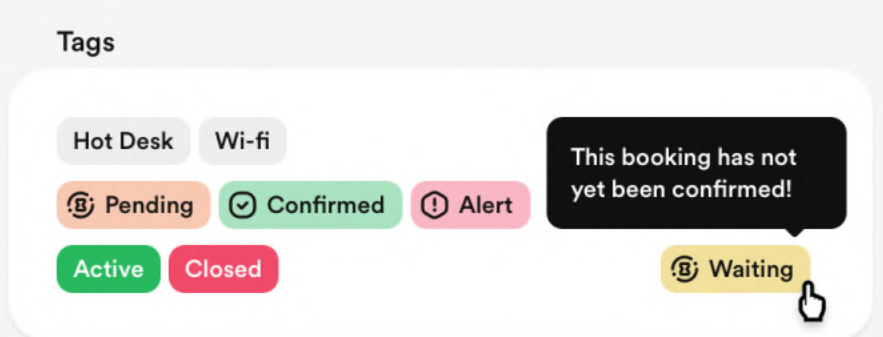 Tags
Hot Desk Wi-fi
This booking has not
yet been confirmed!
Pending Confirmed Alert
Active Closed
Waiting